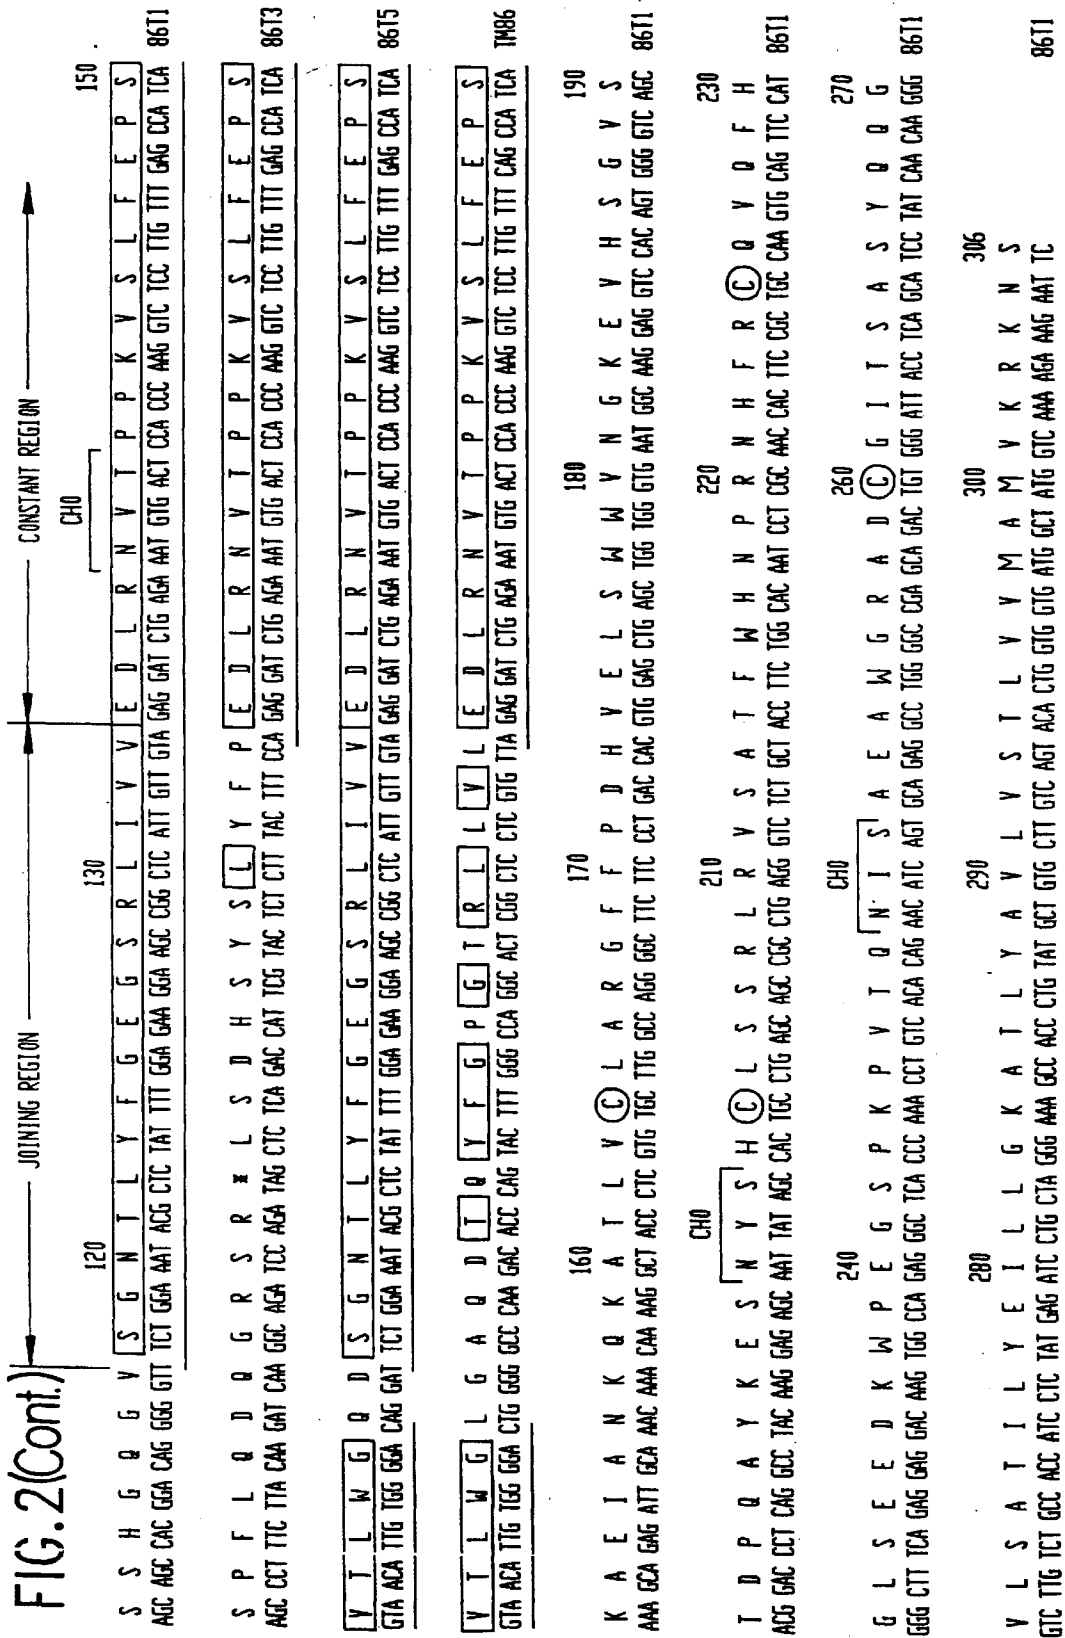 FIG.2(Cont.)
JOINING REGION CONSTANT REGION
CHO
120 130 150
S S H G Q G V S G N T L Y F G E G S R L I V V E D L R N V T P P K V S L F E P S
AGC AGC CAC GGA CAG GGG GTT TCT GGA AAT ACG CTC TAT TTT GGA GAA GGA AGC CGG CTC ATT GTT GTA GAG GAT CTG AGA AAT GTG ACT CCA CCC AAG GTC TCC TTG TTT GAG CCA TCA 86T1
S P F L Q D Q G R S R * L S D H S Y S L Y F P E D L R N V T P P K V S L F E P S
AGC CCT TTC TTA CAA GAT CAA GGC AGA TCC AGA TAG CTC TCA GAC CAT TCG TAC TCT CTT TAC TTT CCA GAG GAT CTG AGA AAT GTG ACT CCA CCC AAG GTC TCC TTG TTT GAG CCA TCA 86T3
V T L W G Q D S G N T L Y F G E G S R L I V V E D L R N V T P P K V S L F E P S
GTA ACA TTG TGG GGA CAG GAT TCT GGA AAT ACG CTC TAT TTT GGA GAA GGA AGC CGG CTC ATT GTT GTA GAG GAT CTG AGA AAT GTG ACT CCA CCC AAG GTC TCC TTG TTT GAG CCA TCA 86T5
V T L W G L G A Q D T Q Y F G P G T R L L V L E D L R N V T P P K V S L F E P S
GTA ACA TTG TGG GGA CTG GGG GCC CAA GAC ACC CAG TAC TTT GGG CCA GGC ACT CGG CTC CTC GTG TTA GAG GAT CTG AGA AAT GTG ACT CCA CCC AAG GTC TCC TTG TTT CAG CCA TCA TM86
160 170 180 190
K A E I A N K Q K A T L V C L A R G F F P D H V E L S W W V N G K E V H S G V S
AAA GCA GAG ATT GCA AAC AAA CAA AAG GCT ACC CTC GTG TGC TTG GCC AGG GGC TTC TTC CCT GAC CAC GTG GAG CTG AGC TGG TGG GTG AAT GGC AAG GAG GTC CAC AGT GGG GTC AGC 86T1
CHO
210 220 230
T D P Q A Y K E S N Y S H C L S S R L R V S A T F W H N P R N H F R C Q V Q F H
ACG GAC CCT CAG GCC TAC AAG GAG AGC AAT TAT AGC CAC TGC CTG AGC AGC CGC CTG AGG GTC TCT GCT ACC TTC TGG CAC AAT CCT CGC AAC CAC TTC CGC TGC CAA GTG CAG TTC CAT 86T1
CHO
240 260 270
G L S E E D K W P E G S P K P V T Q N I S A E A W G R A D C G I T S A S Y Q Q G
GGG CTT TCA GAG GAG GAC AAG TGG CCA GAG GGC TCA CCC AAA CCT GTC ACA CAG AAC ATC AGT GCA GAG GCC TGG GGC CGA GCA GAC TGT GGG ATT ACC TCA GCA TCC TAT CAA CAA GGG 86T1
280 290 300 306
V L S A T I L Y E I L L G K A T L Y A V L V S T L V V M A M V K R K N S
GTC TTG TCT GCC ACC ATC CTC TAT GAG ATC CTG CTA GGG AAA GCC ACC CTG TAT GCT GTG CTT GTC AGT ACA CTG GTG GTG ATG GCT ATG GTC AAA AGA AAG AAT TC 86T1